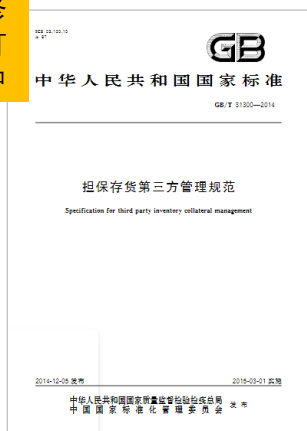 修
订
中
ICS 03.100.10
A 87
GB
中华人民共和国国家标准
GB/T 31300—2014
担保存货第三方管理规范
Specification for third party inventory collateral management
2014-12-05 发布
2015-03-01 实施
中华人民共和国国家质量监督检验检疫总局
中国国家标准化管理委员会
发布